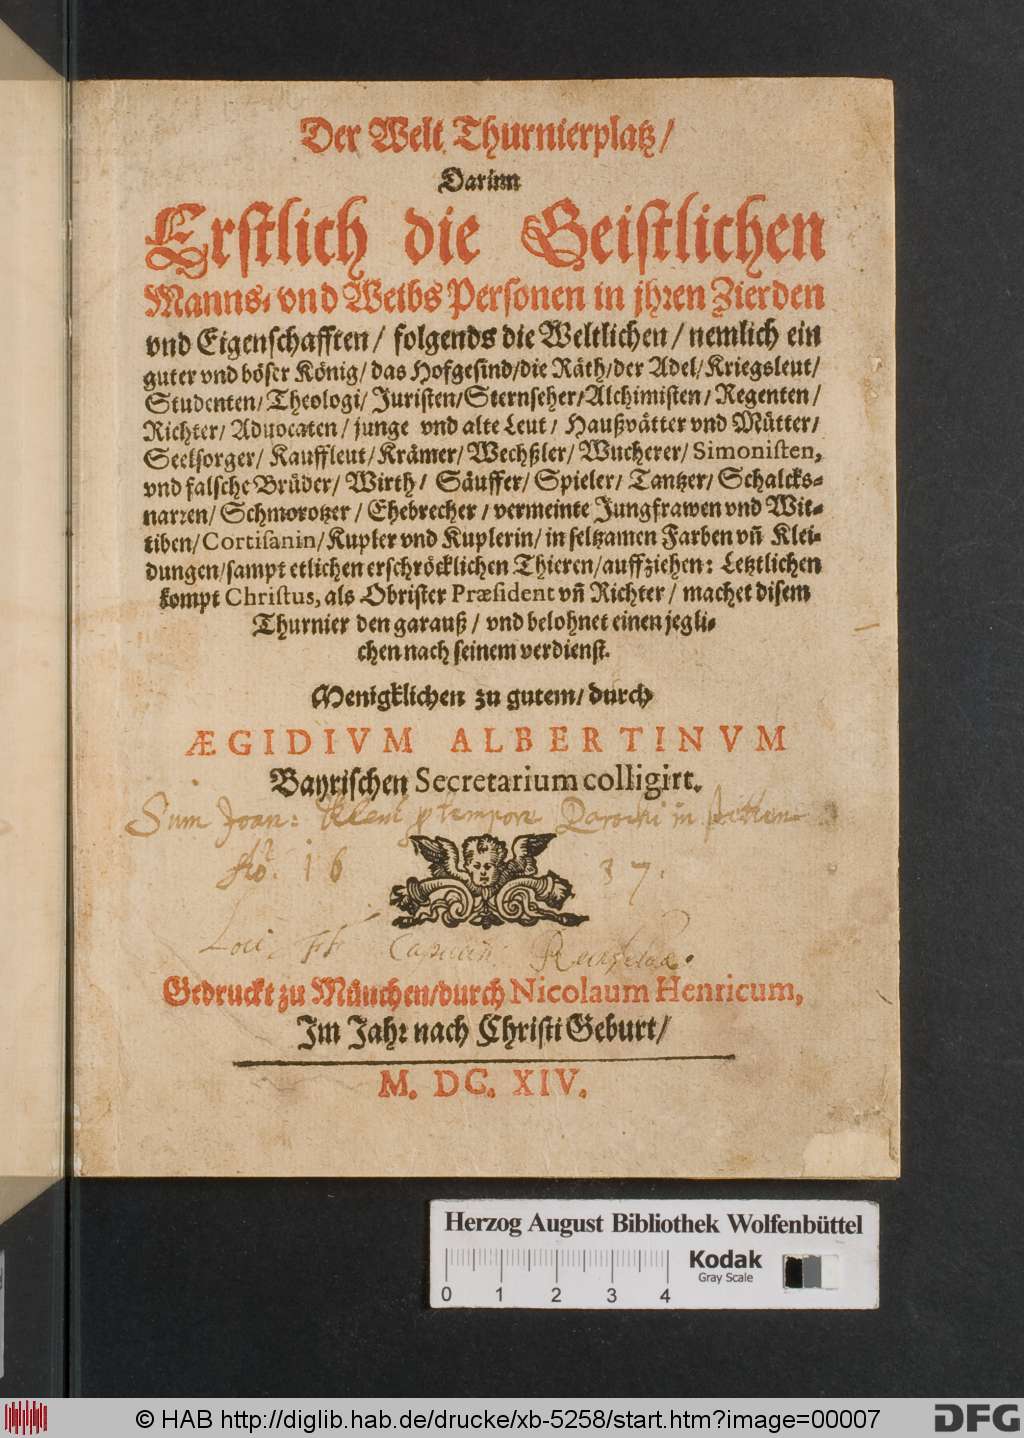 Der Welt Thurnierplatz/
Darinn
Erstlich die Geistlichen
Manns- vnd Weibs Personen in jhren Zierden
vnd Eigenschafften/ folgends die Weltlichen/ nemlich ein
guter vnd böser König/ das Hofgesind/die Räth/der Adel/Kriegsleut/
Studenten/Theologi/Juristen/Sternseher/Alchimisten/Regenten/
Richter/Aduocaten/ junge vnd alte Leut/ Haußvätter vnd Mütter/
Seelsorger/ Kauffleut/Krämer/Wechßler/Wucherer/Simonisten,
vnd falsche Brüder/Wirth/ Säuffer/Spieler/ Tantzer/Schalcks-
narren/Schmorotzer/Ehebrecher/vermeinte Jungfrawen vnd Wit-
tiben/Cortisanin/Kupler vnd Kuplerin/in seltzamen Farben vñ Klei-
dungen/sampt etlichen erschröcklichen Thieren/auffziehen: Letztlichen
kompt Christus, als Obrister Præsident vñ Richter/ machet disem
Thurnier den garauß/ vnd belohnet einen jegli-
chen nach seinem verdienst.
Menigklichen zu gutem/durch
ÆGIDIVM ALBERTINVM
Bayrischen Secretarium colligirt.
Sum Joan: tempore Parochi in
Aō. 16 37.
Loci Capucin
Gedruckt zu München/durch Nicolaum Henricum,
Im Jahr nach Christi Geburt/
M. DC. XIV.
Herzog August Bibliothek Wolfenbüttel
Kodak
Gray Scale
0 1 2 3 4
© HAB http://diglib.hab.de/drucke/xb-5258/start.htm?image=00007
DFG